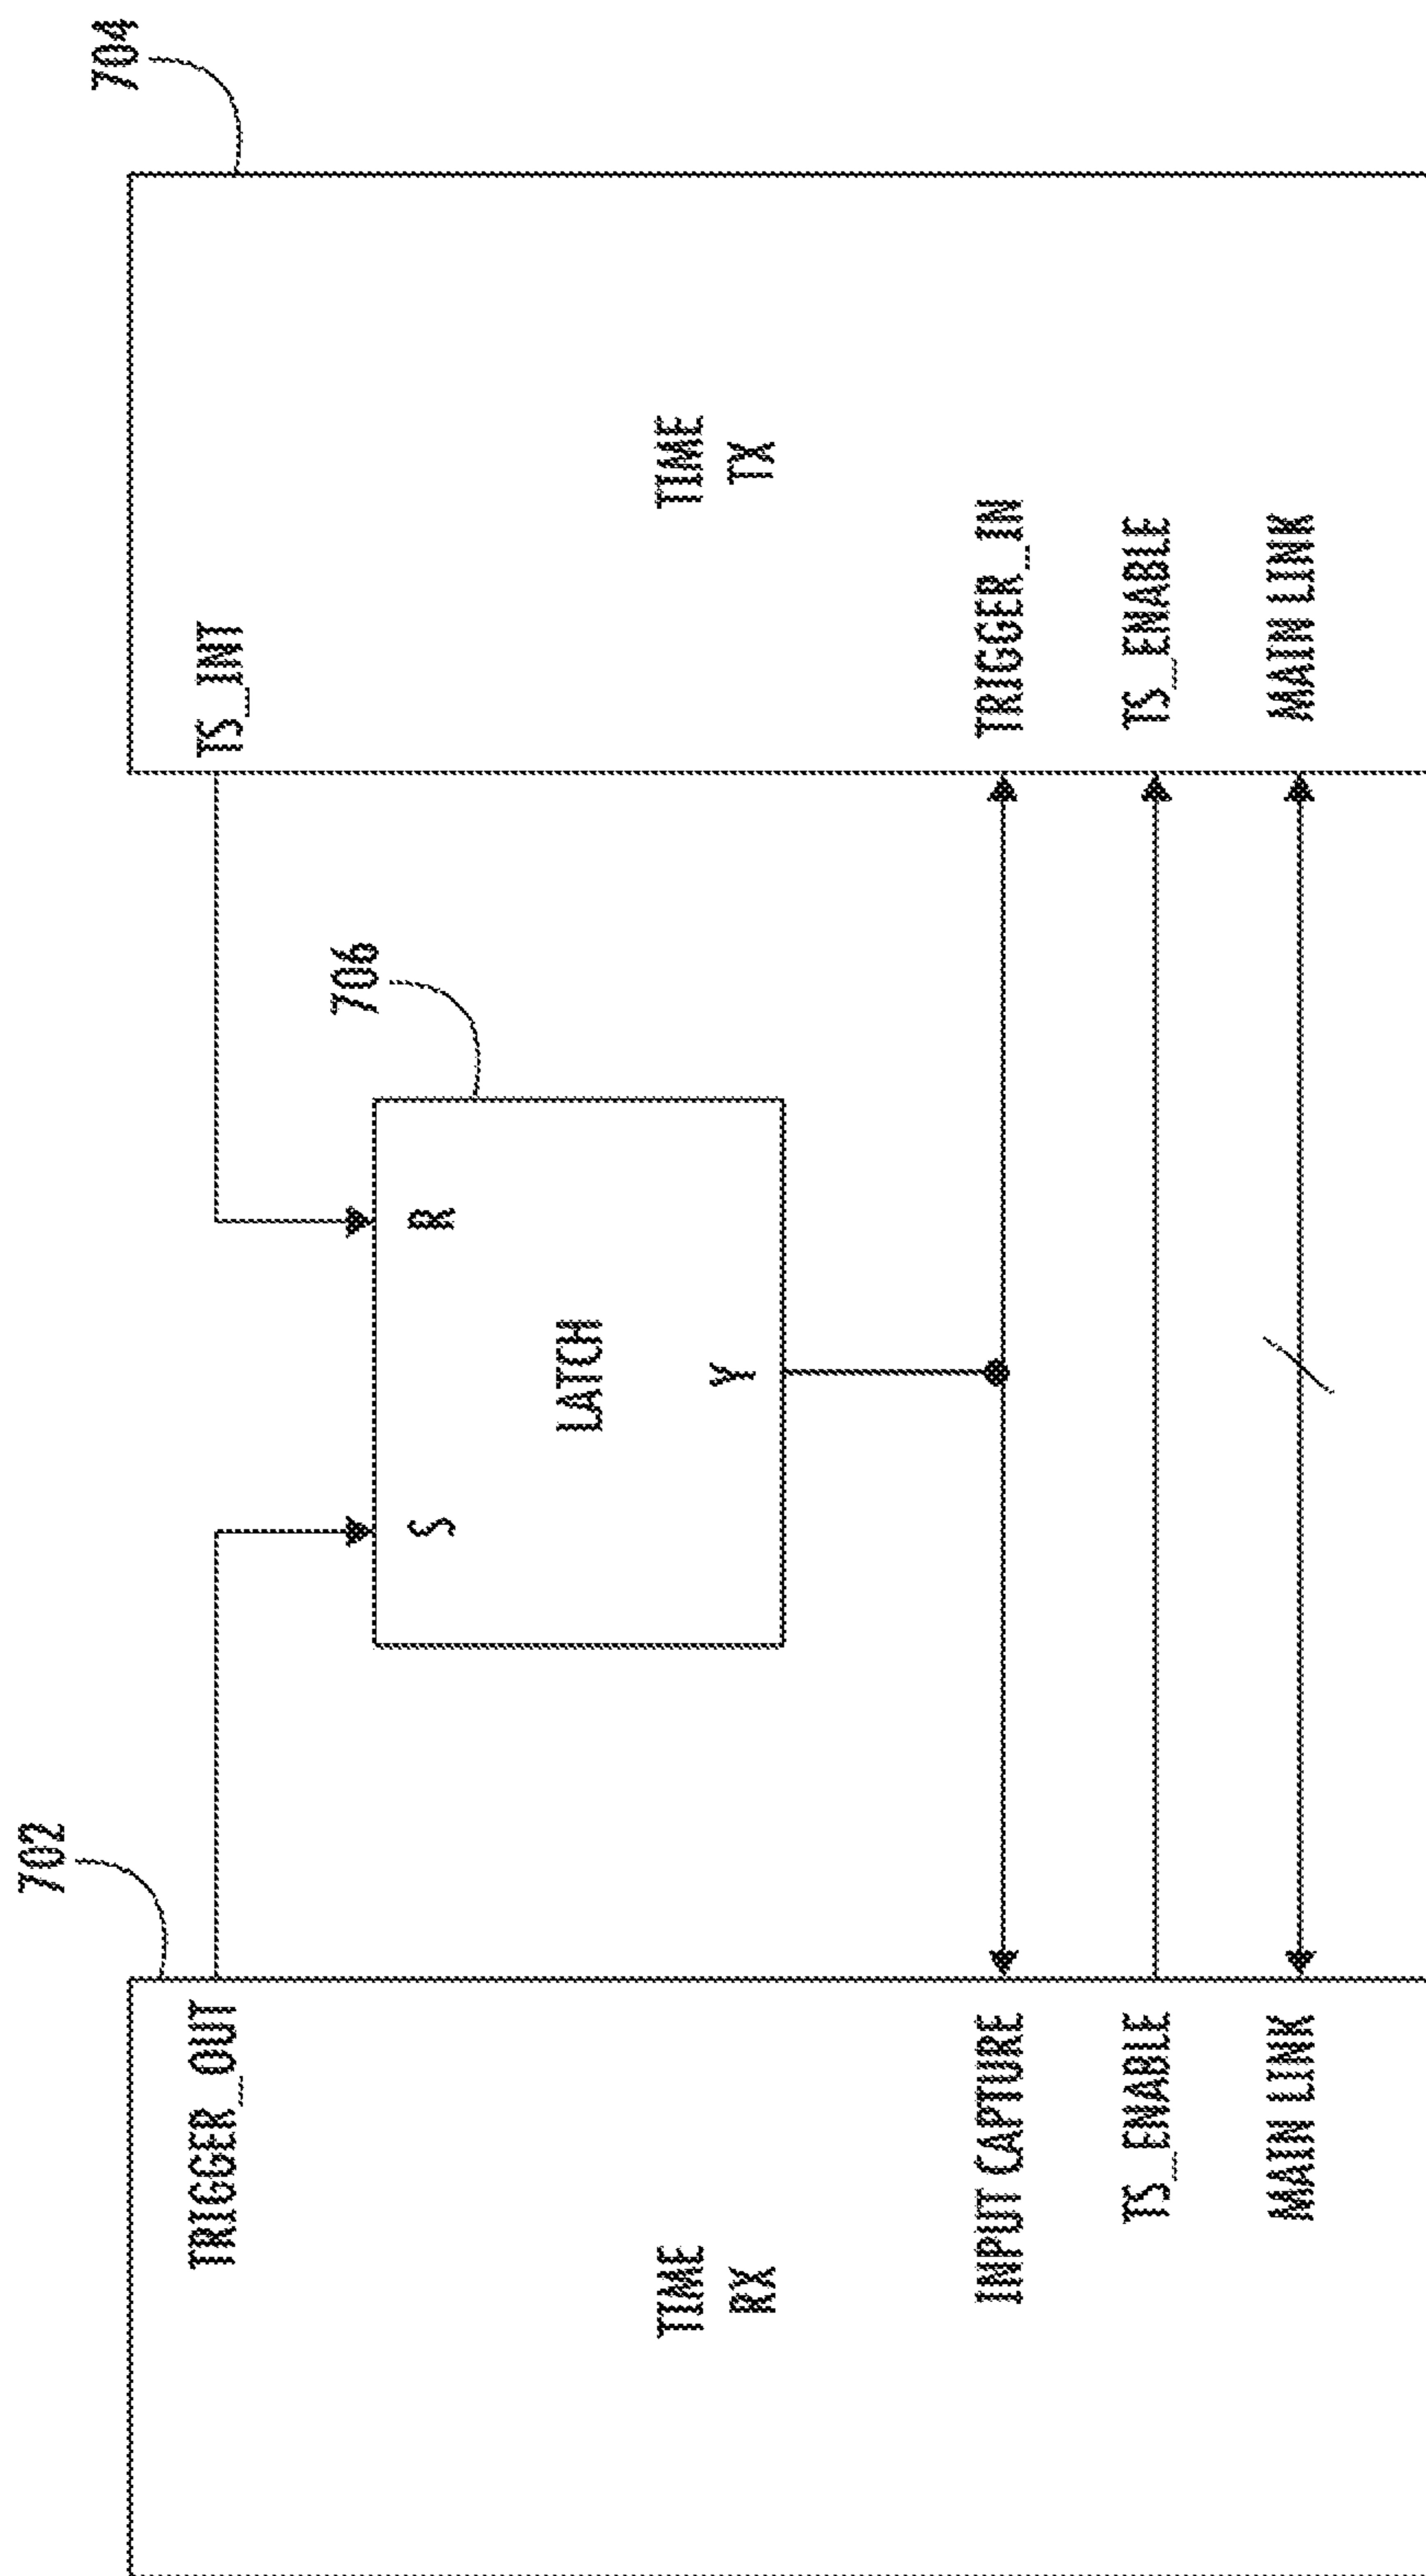 702
704
TRIGGER_OUT
TS_INT
706
S
R
LATCH
Y
TIME
RX
TIME
TX
INPUT CAPTURE
TRIGGER_IN
TS_ENABLE
TS_ENABLE
MAIN LINK
MAIN LINK